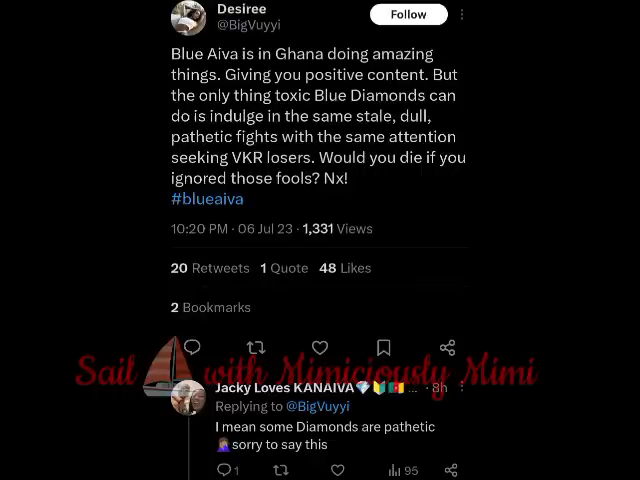 Desiree
@BigVuyyi
Follow
Blue Aiva is in Ghana doing amazing
things. Giving you positive content. But
the only thing toxic Blue Diamonds can
do is indulge in the same stale, dull,
pathetic fights with the same attention
seeking VKR losers. Would you die if you
ignored those fools? Nx!
#blueaiva
10:20 PM · 06 Jul 23 · 1,331 Views
20 Retweets 1 Quote 48 Likes
2 Bookmarks
Sail with Mimiciously Mimi
Jacky Loves KANAIVA💎🔰🇨🇲 ... · 8h
Replying to @BigVuyyi
I mean some Diamonds are pathetic
🤦🏽‍♀️sorry to say this
1
95